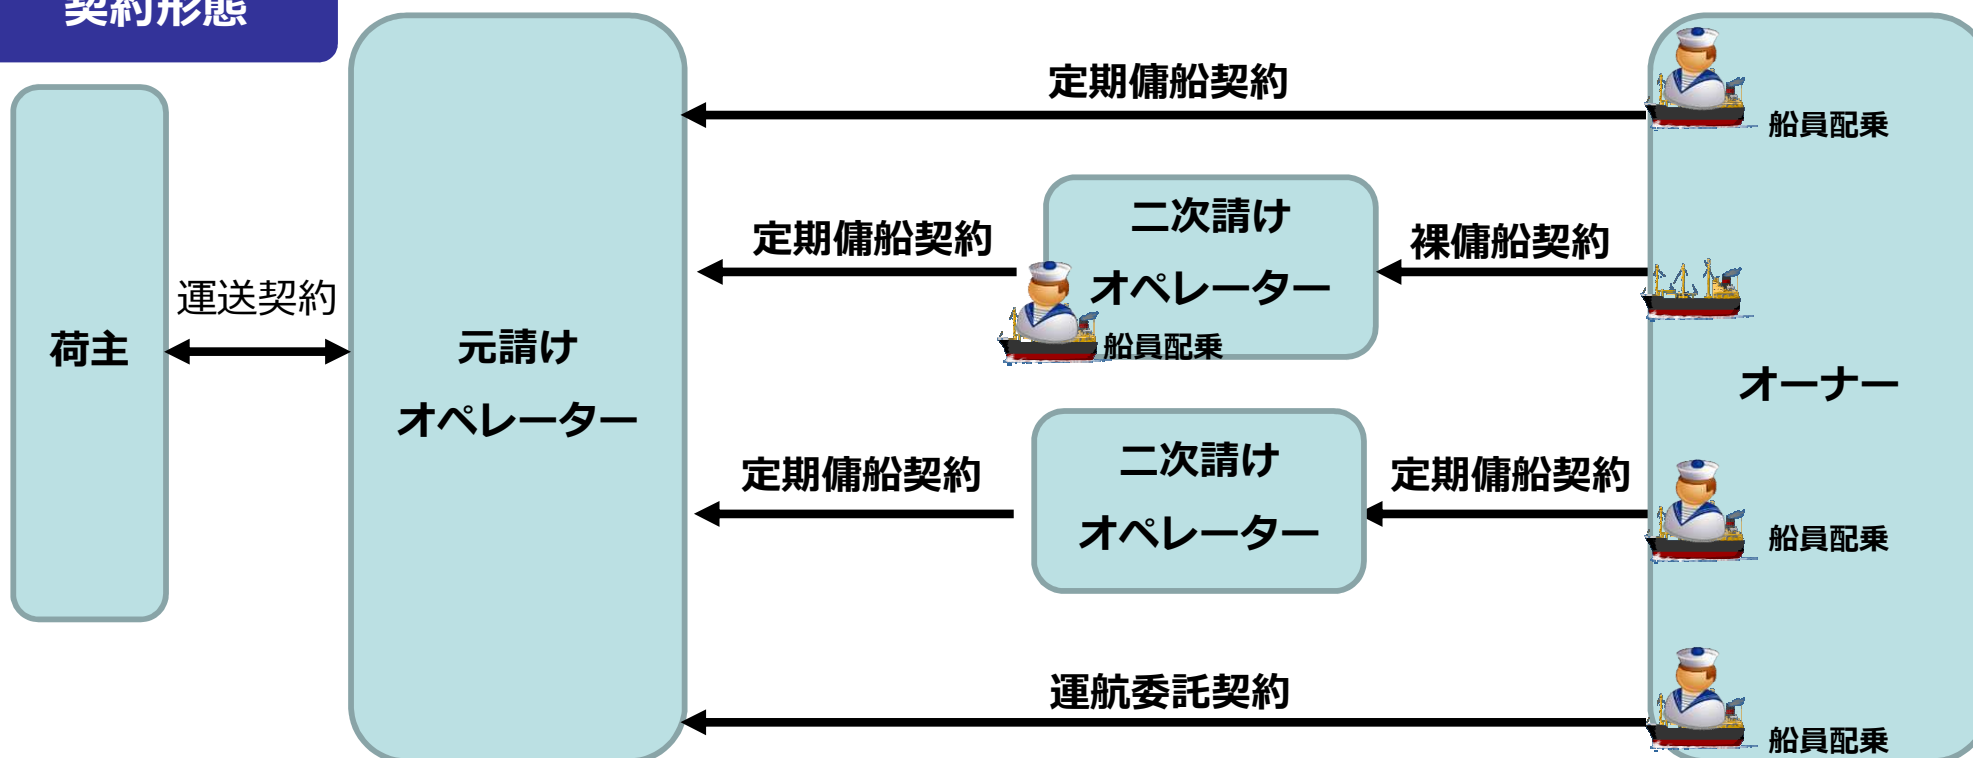 契約形態
定期傭船契約
船員配乗
二次請け
オペレーター
定期傭船契約
裸傭船契約
船員配乗
運送契約
荷主
元請け
オペレーター
オーナー
二次請け
オペレーター
定期傭船契約
定期傭船契約
船員配乗
運航委託契約
船員配乗